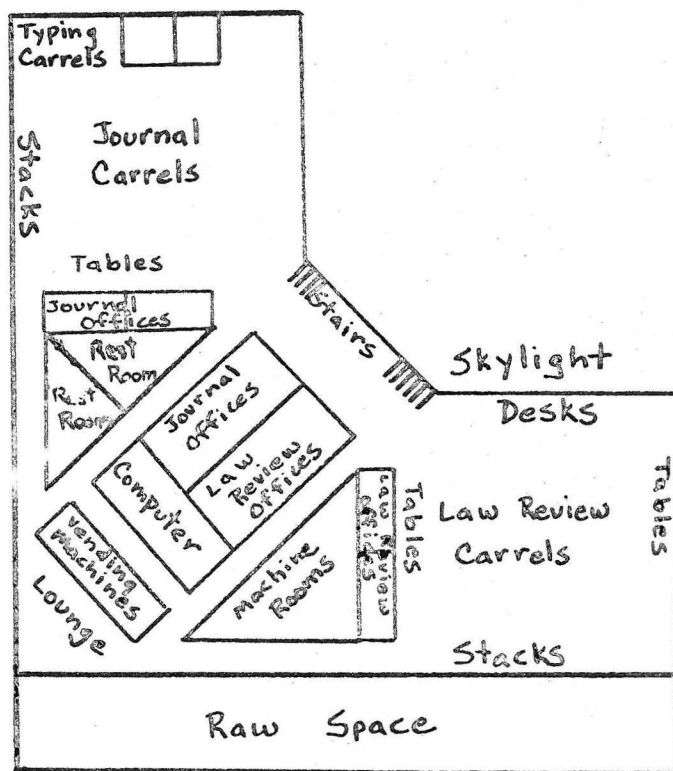 Typing
Carrels
Journal
Carrels
Stacks
Tables
Journal
Offices
Rest
Room
Rest
Room
Stairs
Skylight
Desks
Journal
Offices
Law
Review
Offices
Computer
Vending
Machines
Lounge
Machine
Rooms
Law Review
Offices
Tables
Law Review
Carrels
Tables
Stacks
Raw Space